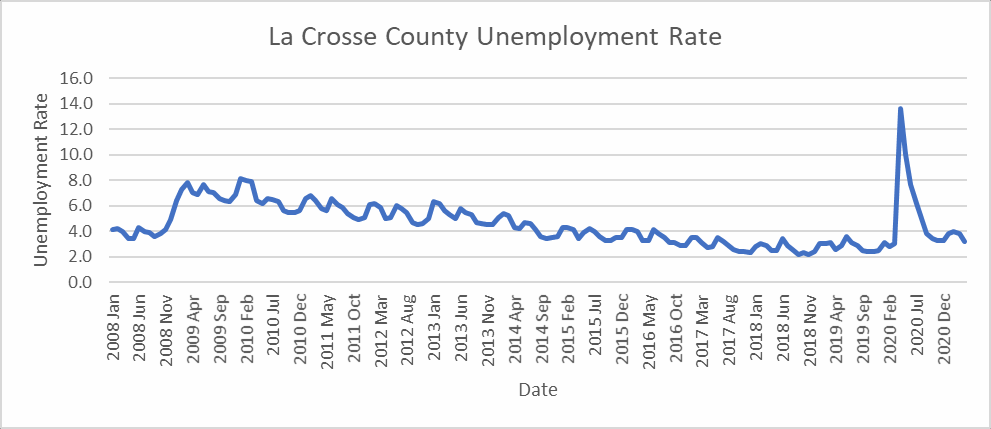 La Crosse County Unemployment Rate
Unemployment Rate
16.0
14.0
12.0
10.0
8.0
6.0
4.0
2.0
0.0
2008 Jan
2008 Jun
2008 Nov
2009 Apr
2009 Sep
2010 Feb
2010 Jul
2010 Dec
2011 May
2011 Oct
2012 Mar
2012 Aug
2013 Jan
2013 Jun
2013 Nov
2014 Apr
2014 Sep
2015 Feb
2015 Jul
2015 Dec
2016 May
2016 Oct
2017 Mar
2017 Aug
2018 Jan
2018 Jun
2018 Nov
2019 Apr
2019 Sep
2020 Feb
2020 Jul
2020 Dec
Date